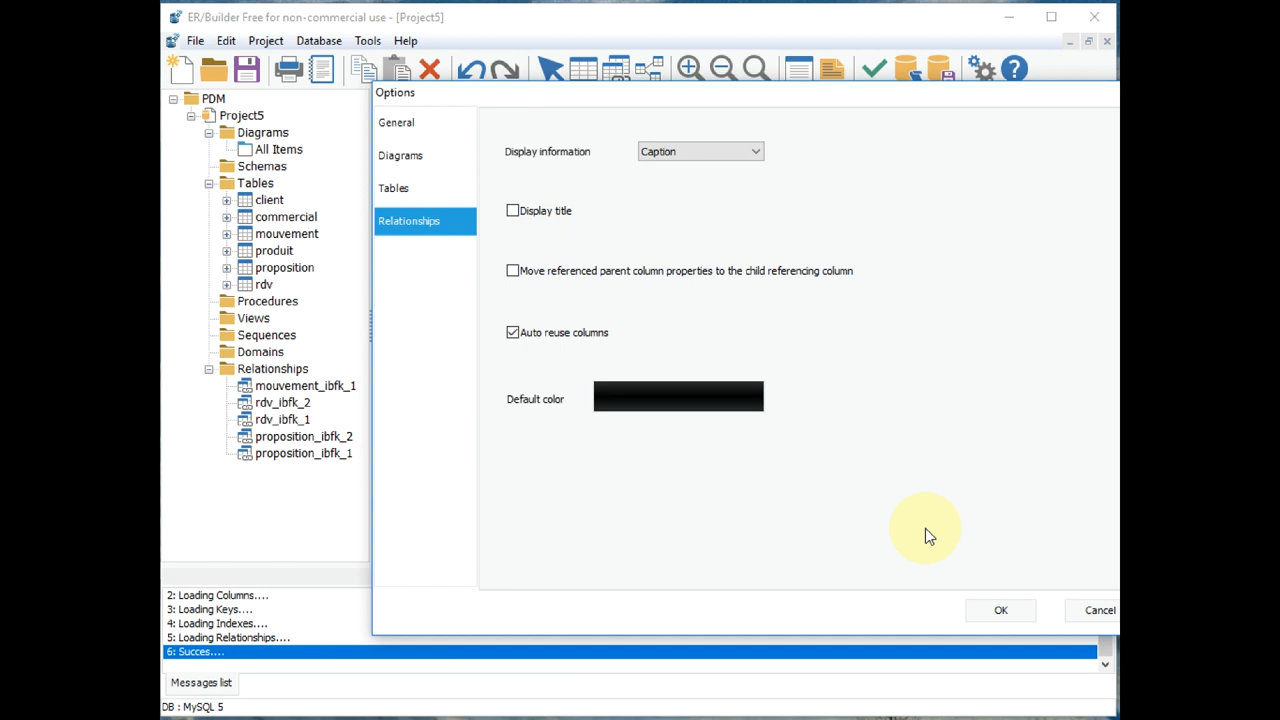 ER/Builder Free for non-commercial use - [Project5]
File Edit Project Database Tools Help
Options
PDM
Project5
Diagrams
All Items
Schemas
Tables
client
commercial
mouvement
produit
proposition
rdv
Procedures
Views
Sequences
Domains
Relationships
mouvement_ibfk_1
rdv_ibfk_2
rdv_ibfk_1
proposition_ibfk_2
proposition_ibfk_1
General
Diagrams
Tables
Relationships
Display information Caption
Display title
Move referenced parent column properties to the child referencing column
Auto reuse columns
Default color
OK Cancel
2: Loading Columns....
3: Loading Keys....
4: Loading Indexes....
5: Loading Relationships....
6: Succes....
Messages list
DB : MySQL 5